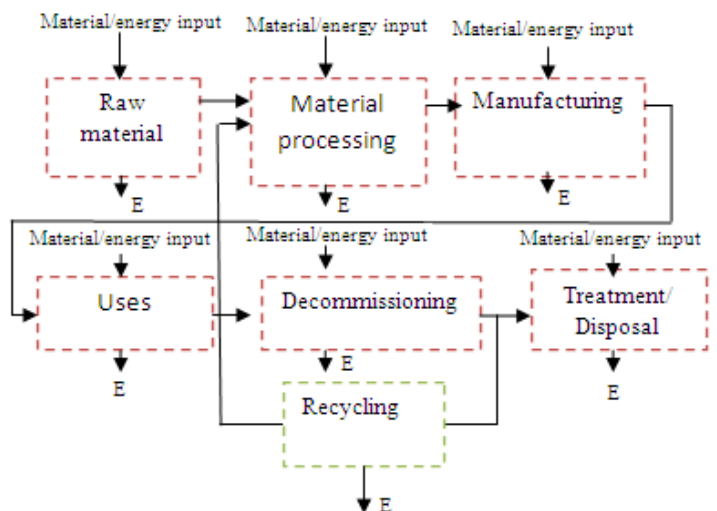 Material/energy input
Material/energy input
Material/energy input
Raw
material
Material
processing
Manufacturing
E
E
E
Material/energy input
Material/energy input
Material/energy input
Uses
Decommissioning
Treatment/
Disposal
E
E
E
Recycling
E